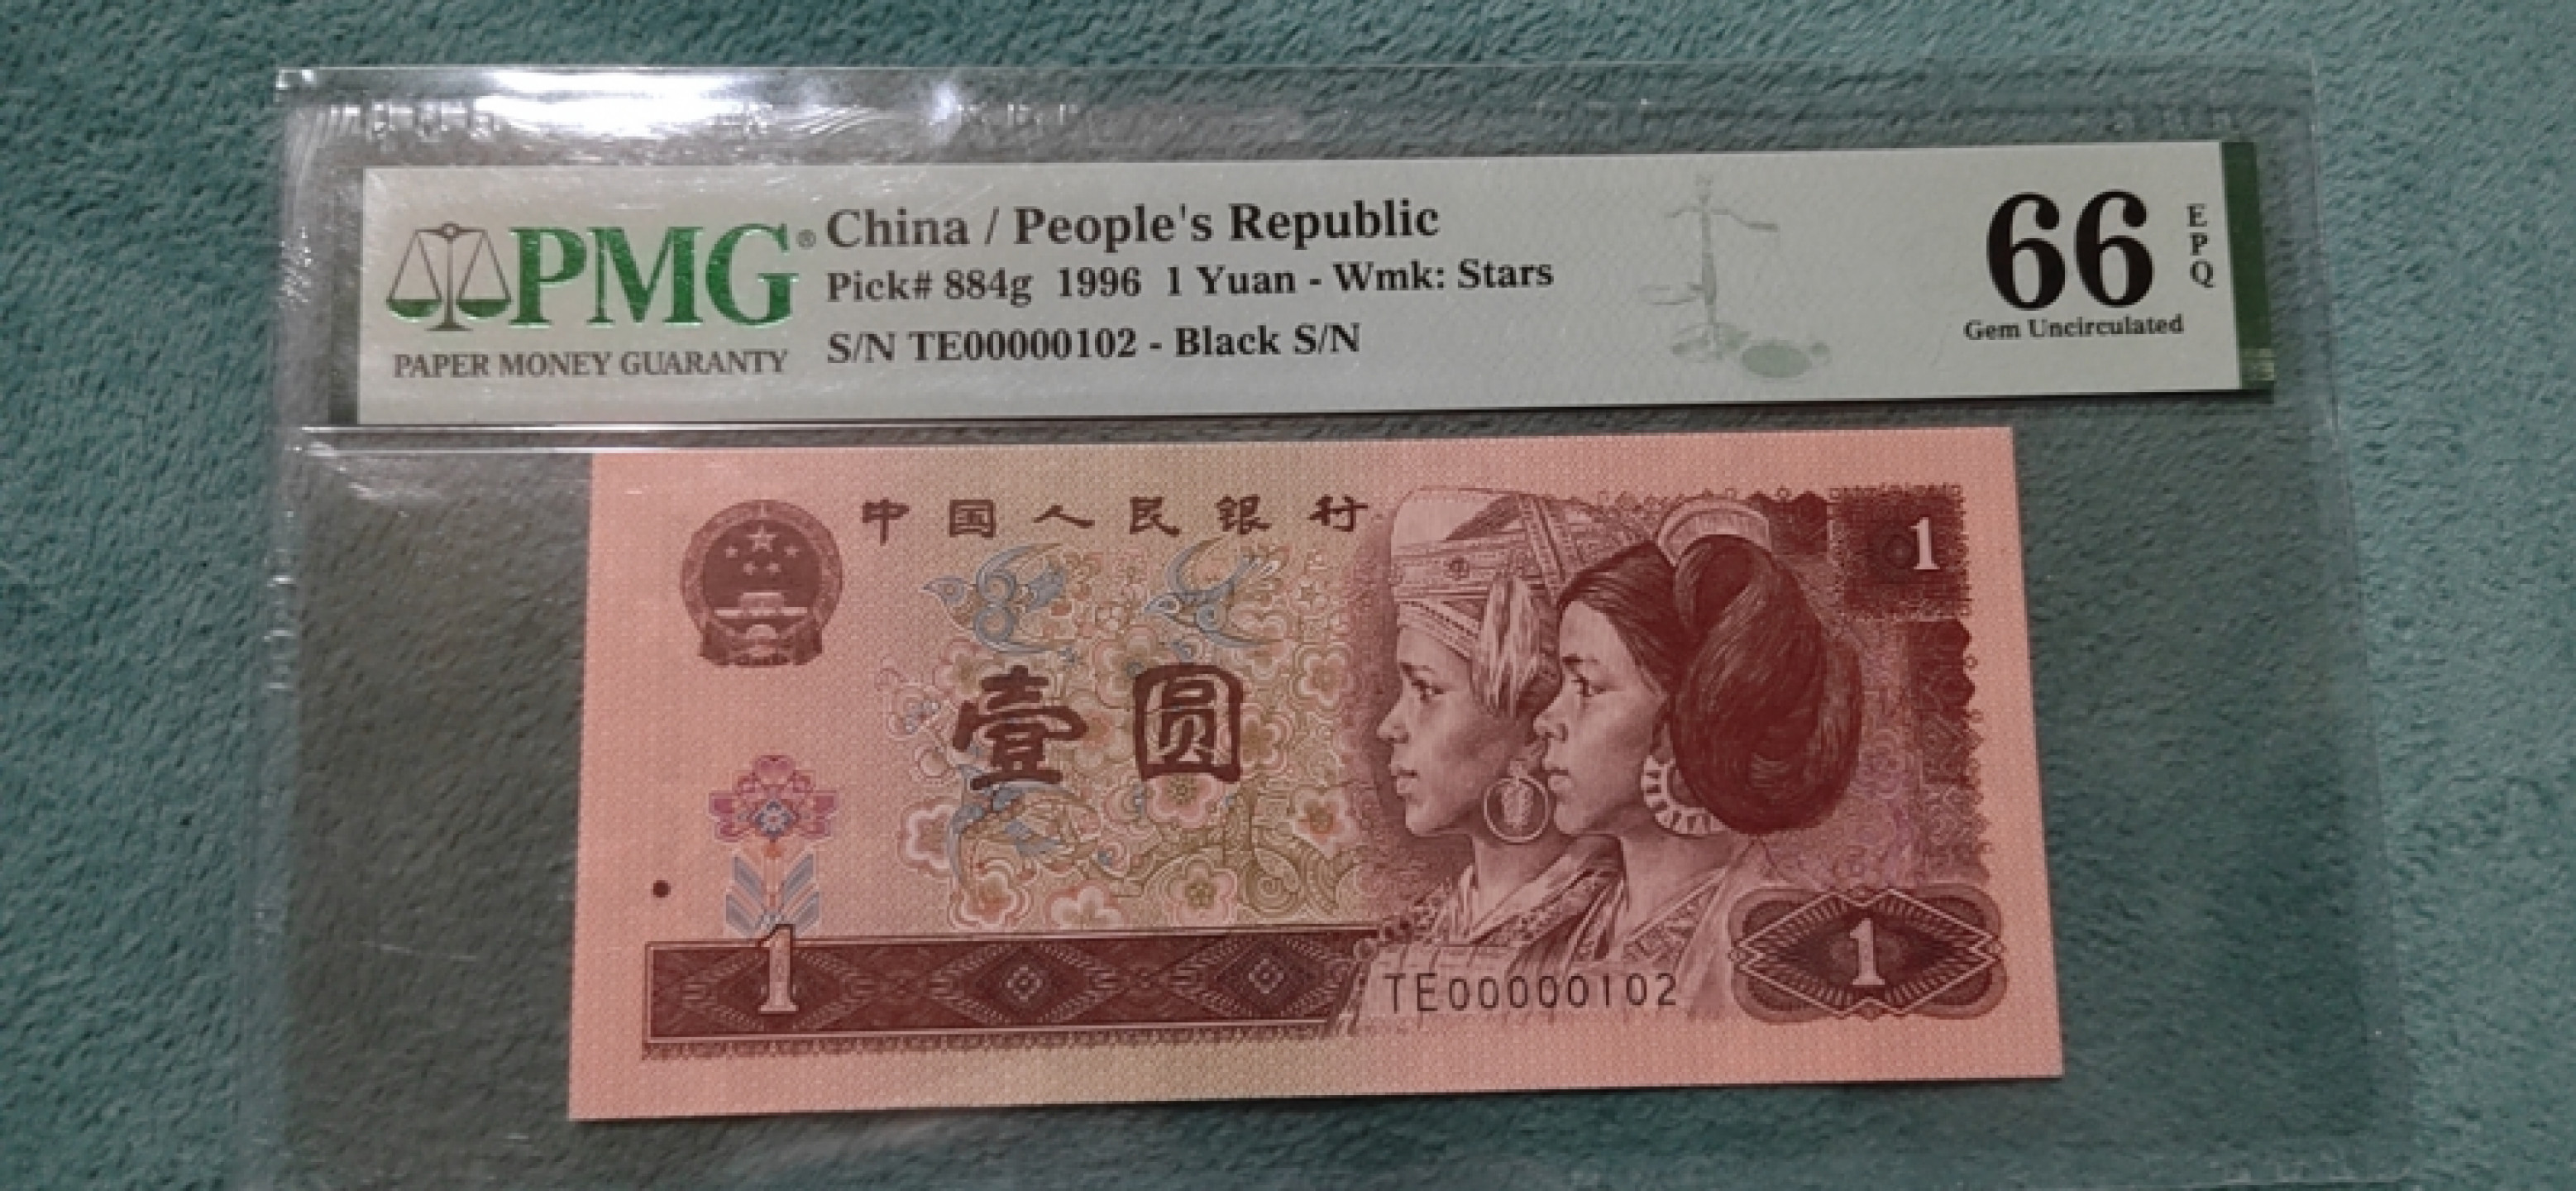 PMG®
PAPER MONEY GUARANTY
China / People's Republic
Pick# 884g 1996 1 Yuan - Wmk: Stars
S/N TE00000102 - Black S/N
66
EPQ
Gem Uncirculated
中国人民银行
1
壹圆
1
1
TE00000102